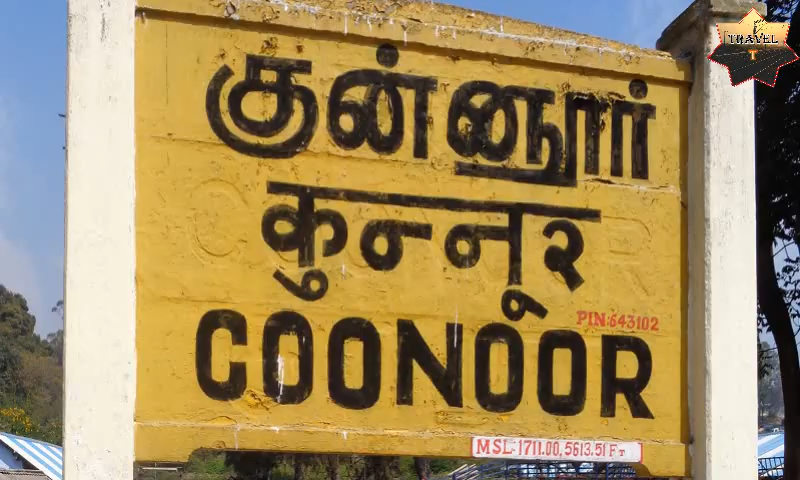 TRAVEL
T
குன்னூர்
कुन्नूर
PIN:643102
COONOOR
MSL-1711.00,5613.51 FT